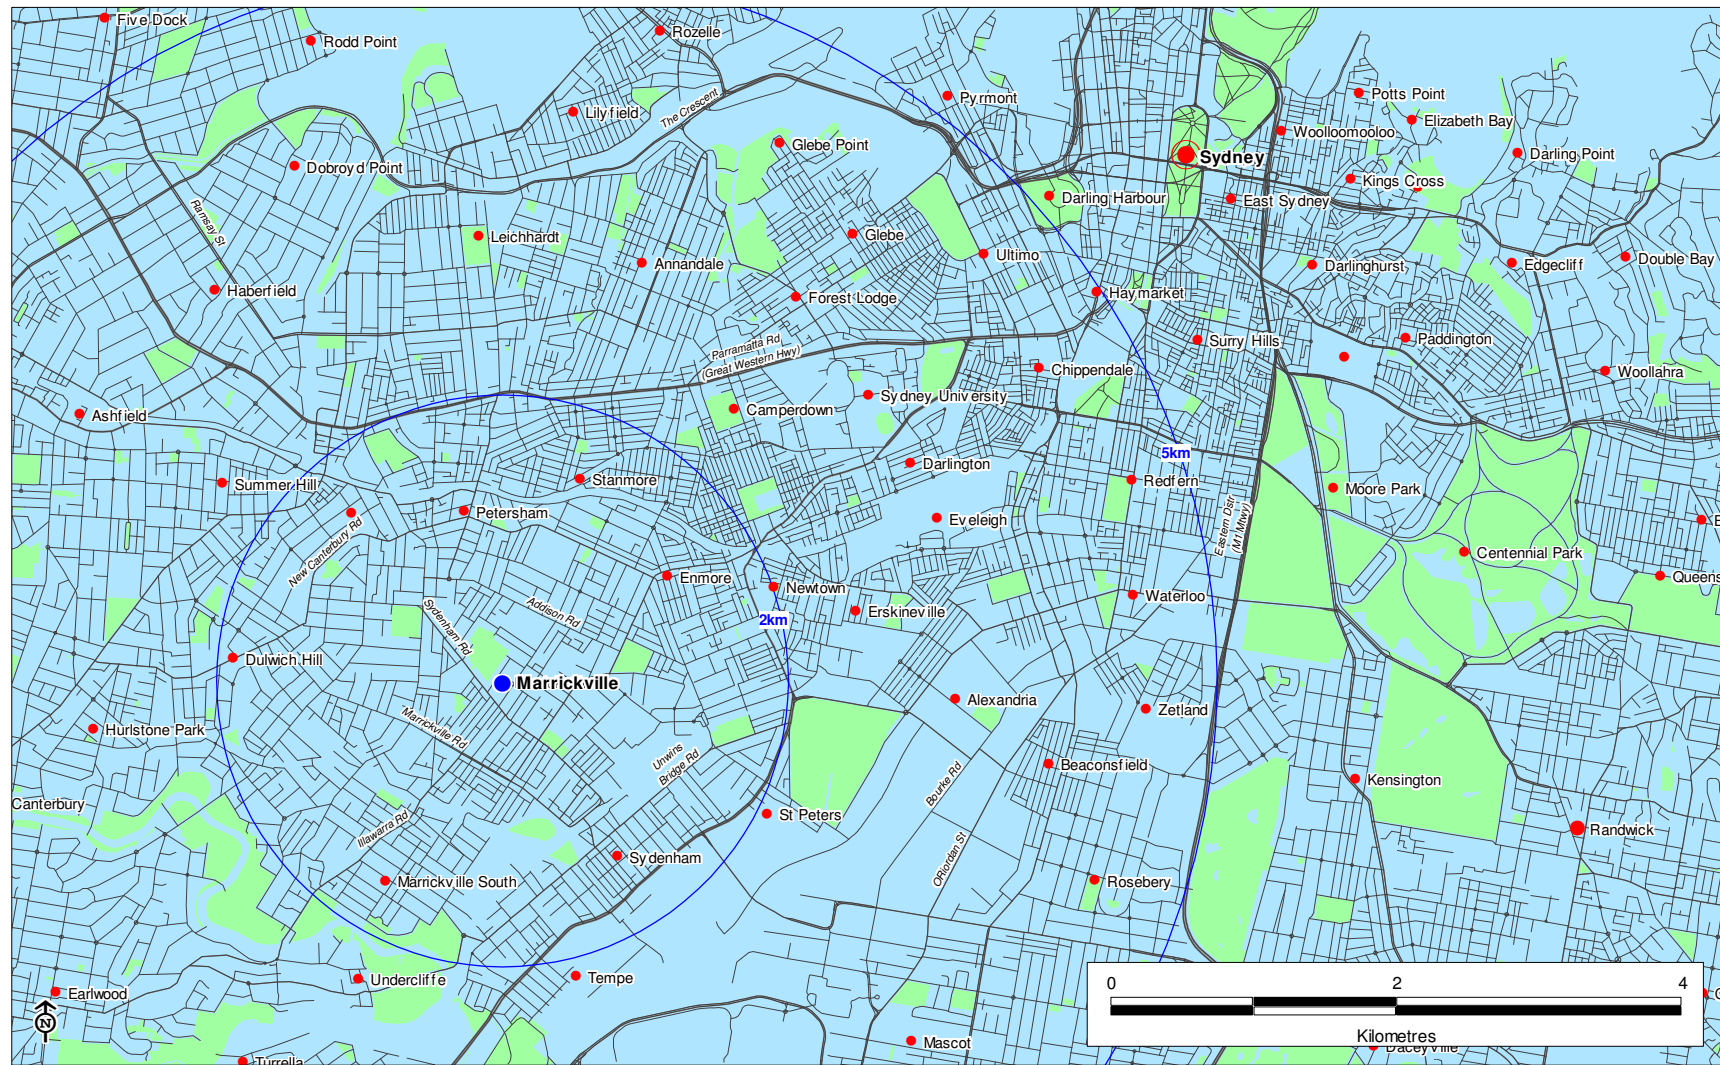 Five Dock
Rodd Point
Rozelle
Lilyfield
The Crescent
Pyrmont
Potts Point
Elizabeth Bay
Woolloomooloo
Glebe Point
Sydney
Darling Point
Dobroyd Point
Kings Cross
Darling Harbour
East Sydney
Ramsay St
Leichhardt
Glebe
Annandale
Ultimo
Darlinghurst
Edgecliff
Double Bay
Haberfield
Forest Lodge
Haymarket
Parramatta Rd
(Great Western Hwy)
Surry Hills
Paddington
Chippendale
Woollahra
Ashfield
Camperdown
Sydney University
5km
Darlington
Summer Hill
Stanmore
Redfern
Moore Park
Petersham
Eveleigh
New Canterbury Rd
Eastern Dstr
(M1 Mtwy)
Centennial Park
Enmore
Newtown
Queens
Waterloo
Addison Rd
Erskineville
2km
Sydenham Rd
Dulwich Hill
Marrickville
Alexandria
Zetland
Hurlstone Park
Marrickville Rd
Unwins
Bridge Rd
Beaconsfield
Bourke Rd
Kensington
Canterbury
St Peters
Illawarra Rd
Randwick
ORiordan St
Sydenham
Marrickville South
Rosebery
Undercliffe
Tempe
Earlwood
0 2 4
Kilometres
N
Mascot
Daceyville
Turrella